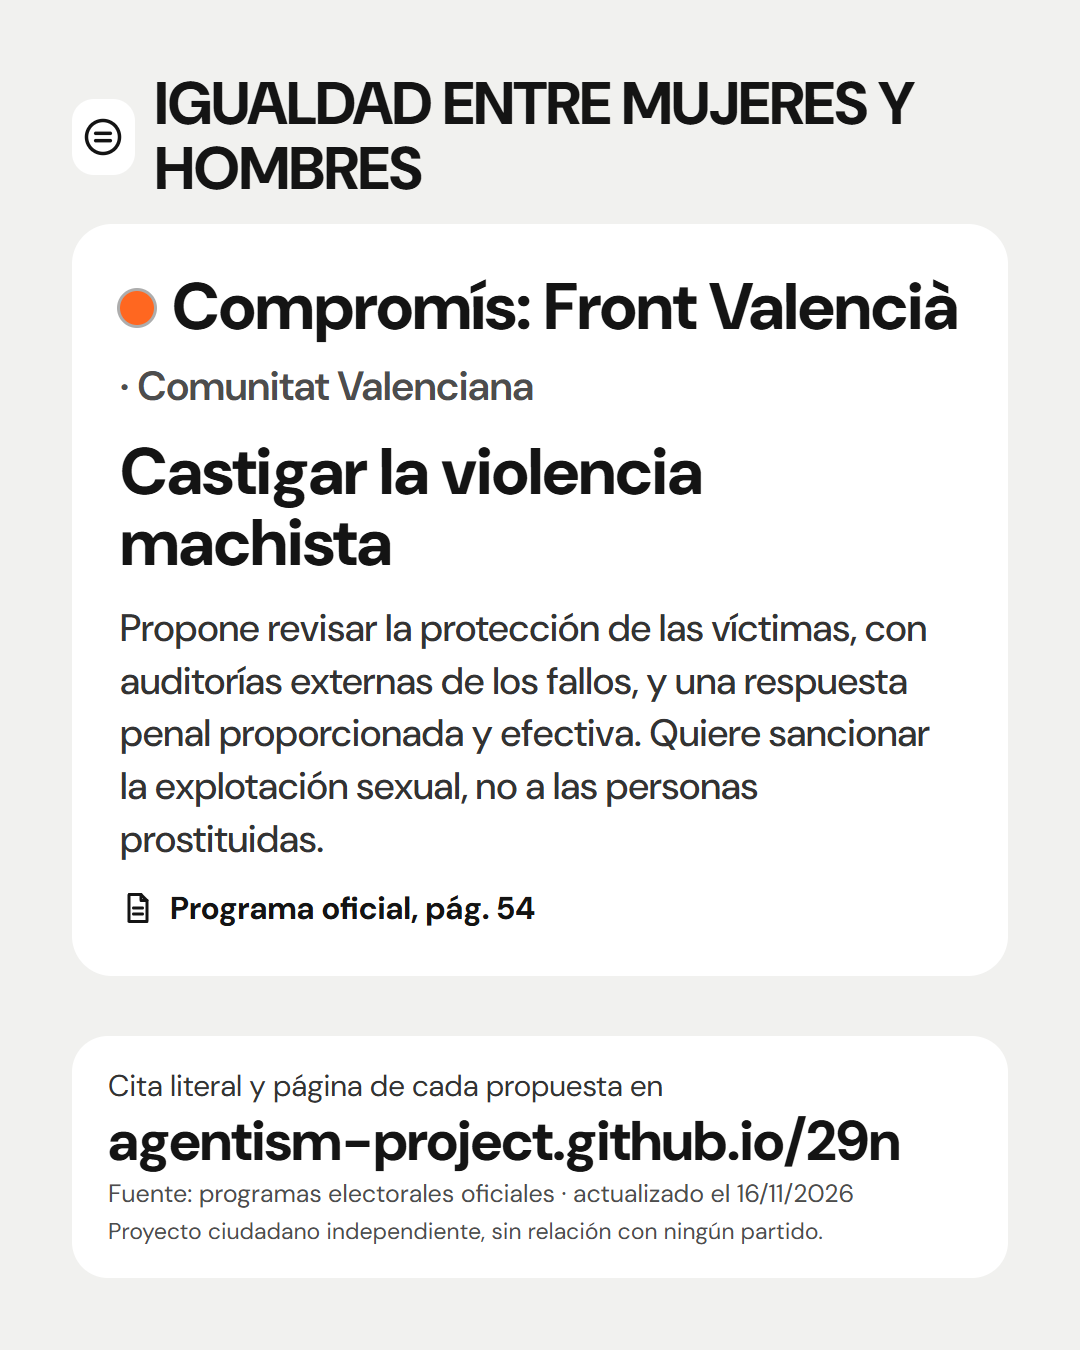 IGUALDAD ENTRE MUJERES Y
HOMBRES
Compromís: Front Valencià
· Comunitat Valenciana
Castigar la violencia
machista
Propone revisar la protección de las víctimas, con
auditorías externas de los fallos, y una respuesta
penal proporcionada y efectiva. Quiere sancionar
la explotación sexual, no a las personas
prostituidas.
Programa oficial, pág. 54
Cita literal y página de cada propuesta en
agentism-project.github.io/29n
Fuente: programas electorales oficiales · actualizado el 16/11/2026
Proyecto ciudadano independiente, sin relación con ningún partido.